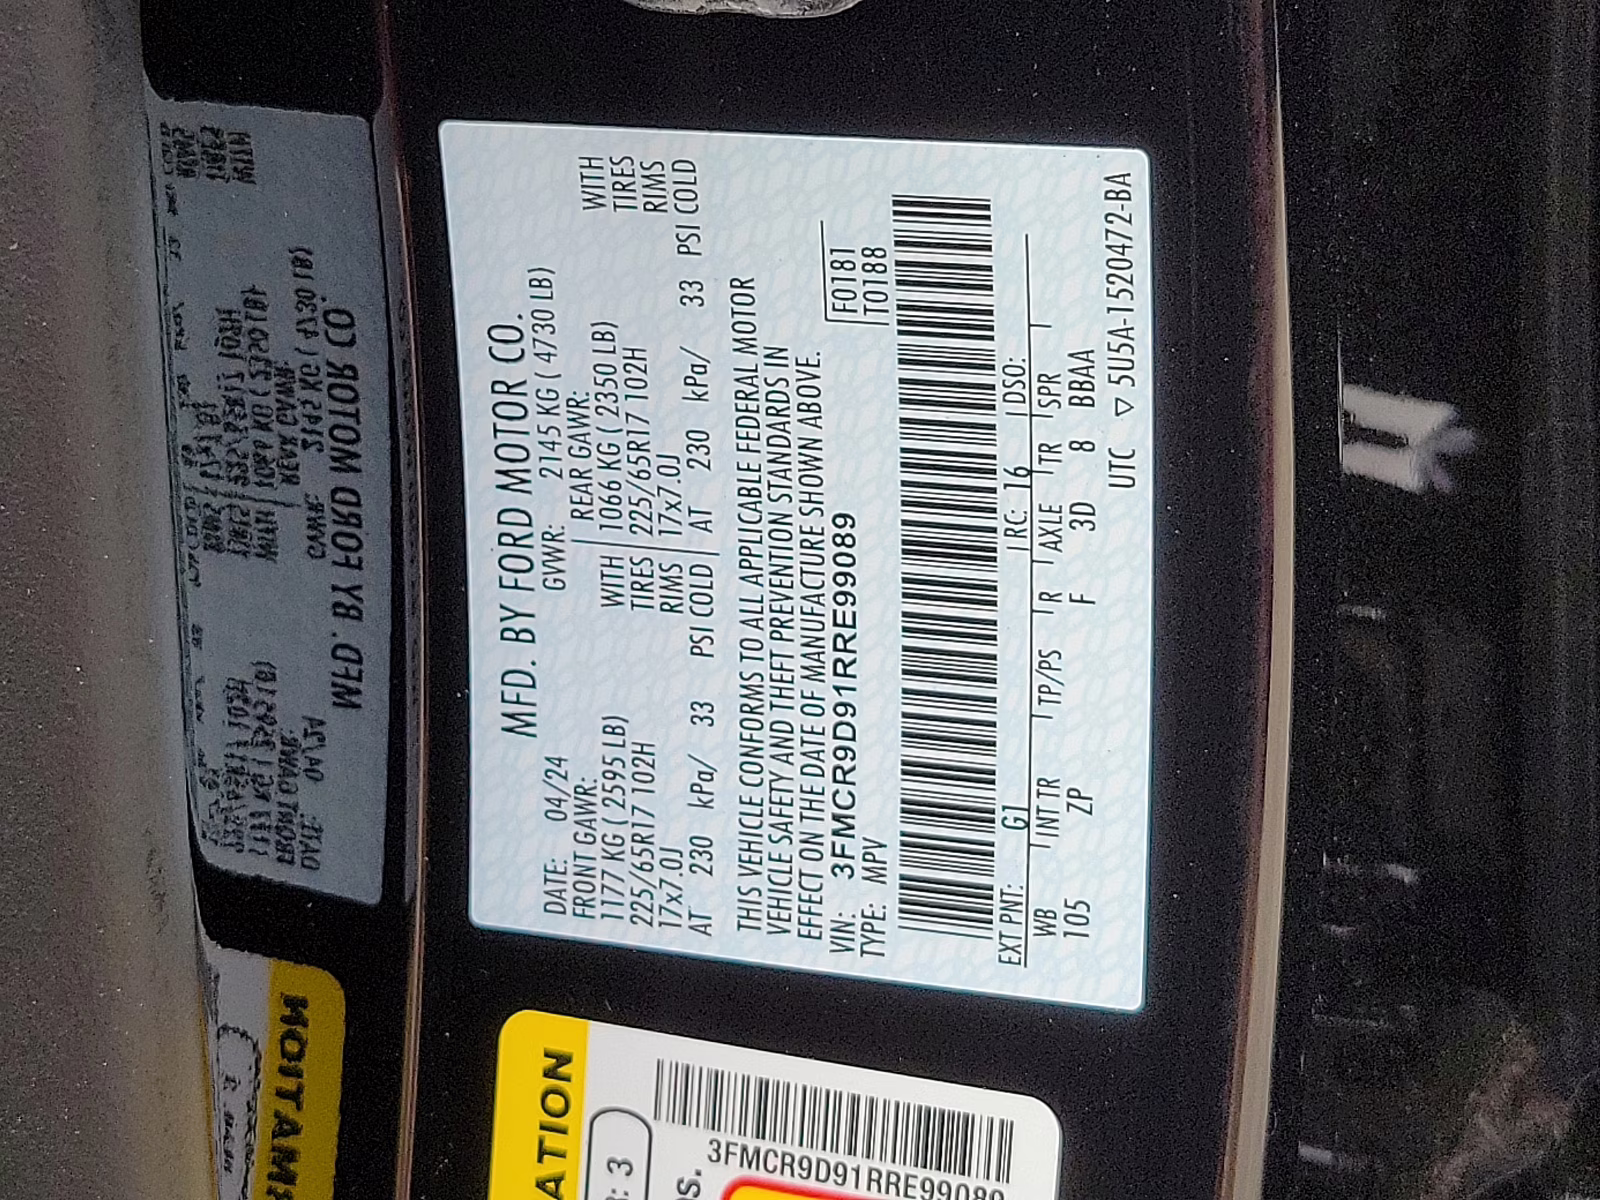 MFD. BY FORD MOTOR CO.
DATE: 04/24 GVWR: 2145 KG ( 4730 LB)
FRONT GAWR: REAR GAWR:
1177 KG ( 2595 LB) WITH 1066 KG ( 2350 LB) WITH
225/65R17 102H TIRES 225/65R17 102H TIRES
17x7.0J RIMS 17x7.0J RIMS
AT 230 kPa/ 33 PSI COLD AT 230 kPa/ 33 PSI COLD
THIS VEHICLE CONFORMS TO ALL APPLICABLE FEDERAL MOTOR
VEHICLE SAFETY AND THEFT PREVENTION STANDARDS IN
EFFECT ON THE DATE OF MANUFACTURE SHOWN ABOVE.
VIN: 3FMCR9D91RRE99089 F0181
TYPE: MPV T0188
EXT PNT: G1 RC: 16 DSO:
WB INT TR TP/PS R AXLE TR SPR
105 ZP F 3D 8 BBAA
UTC ▽ 5U5A-1520472-BA
ATION
: 3
os.
3FMCR9D91RRE99089